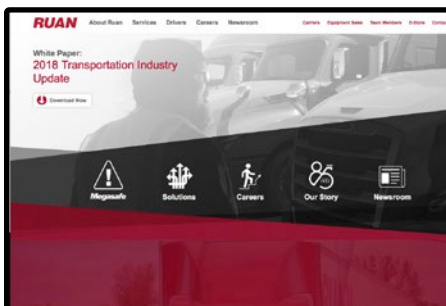 RUAN
About Ruan Services Drivers Careers Newsroom
Carriers Equipment Sales Team Members E-Store
White Paper:
2018 Transportation Industry
Update
Download Now
Megasafe
Solutions
Careers
Our Story
Newsroom